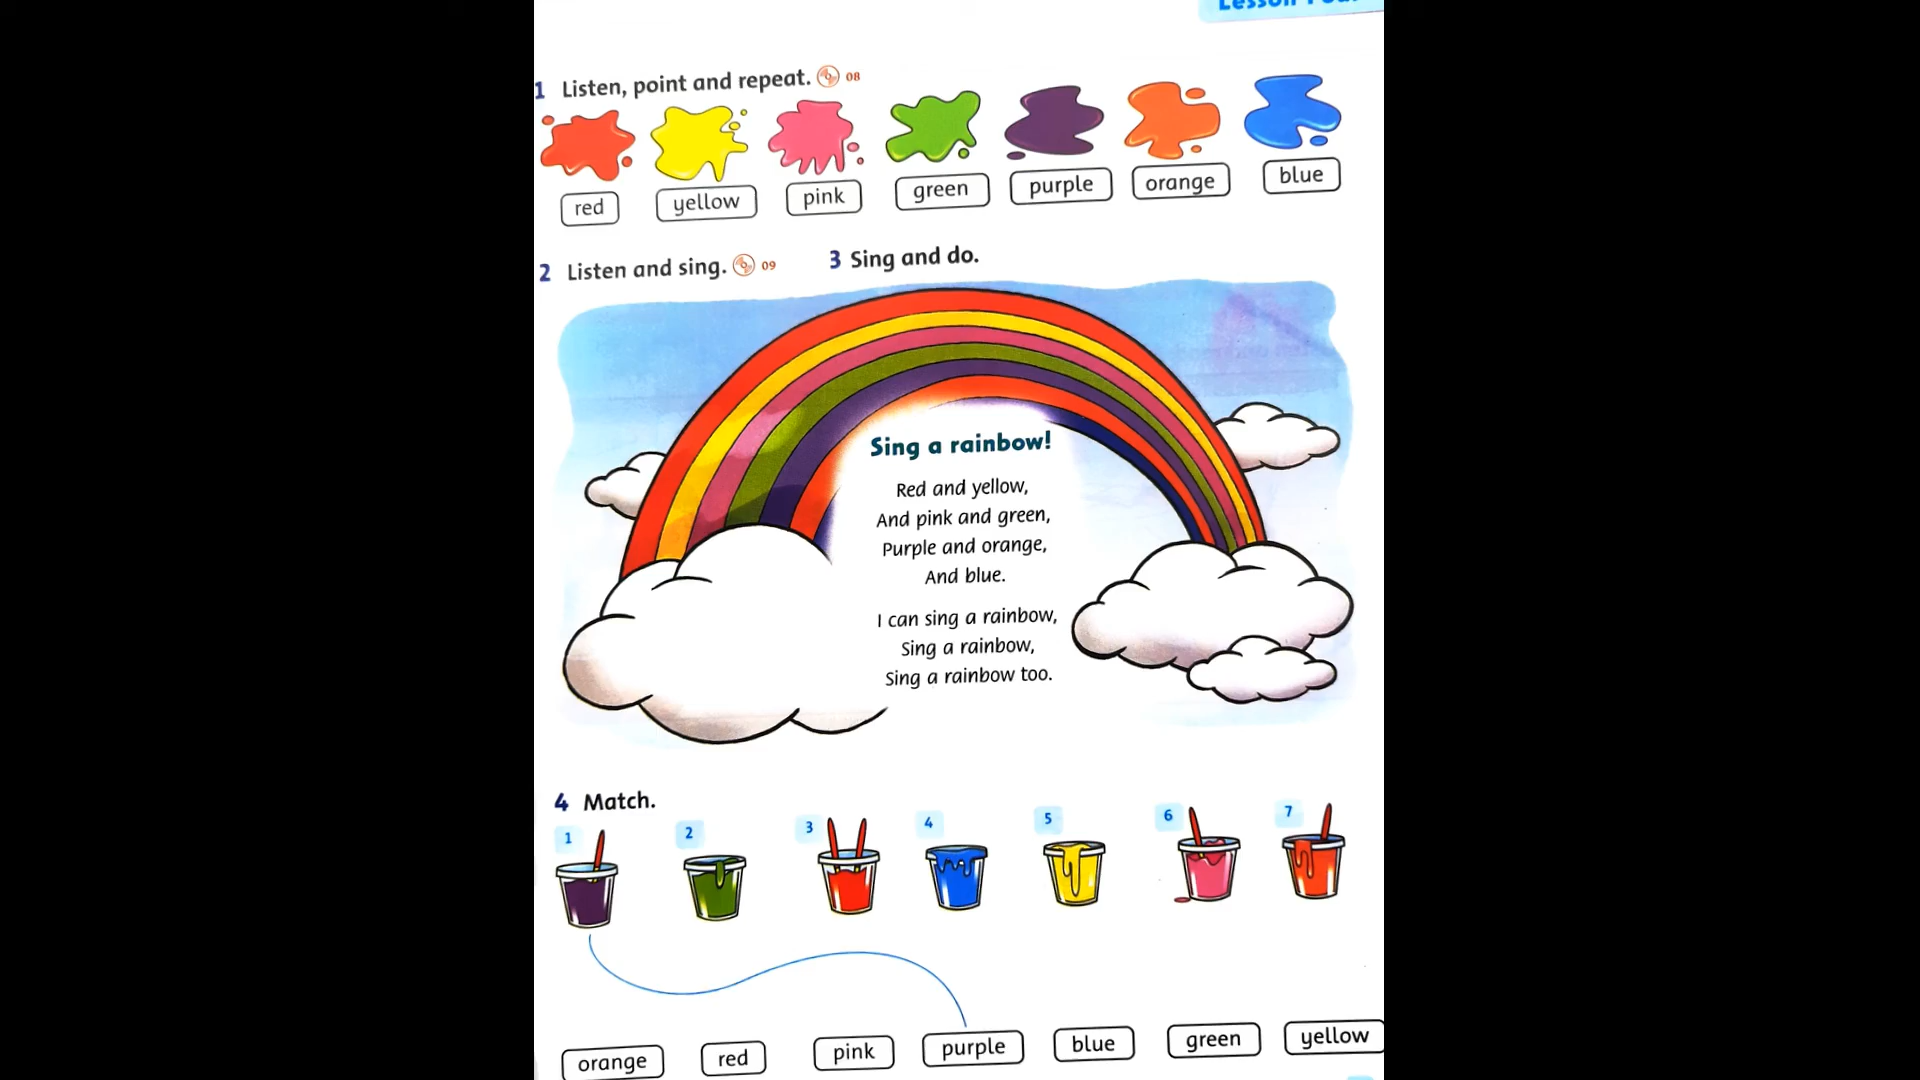 Lesson Four
1 Listen, point and repeat. 08
red yellow pink green purple orange blue
2 Listen and sing. 09
3 Sing and do.
Sing a rainbow!
Red and yellow,
And pink and green,
Purple and orange,
And blue.
I can sing a rainbow,
Sing a rainbow,
Sing a rainbow too.
4 Match.
1 2 3 4 5 6 7
orange red pink purple blue green yellow